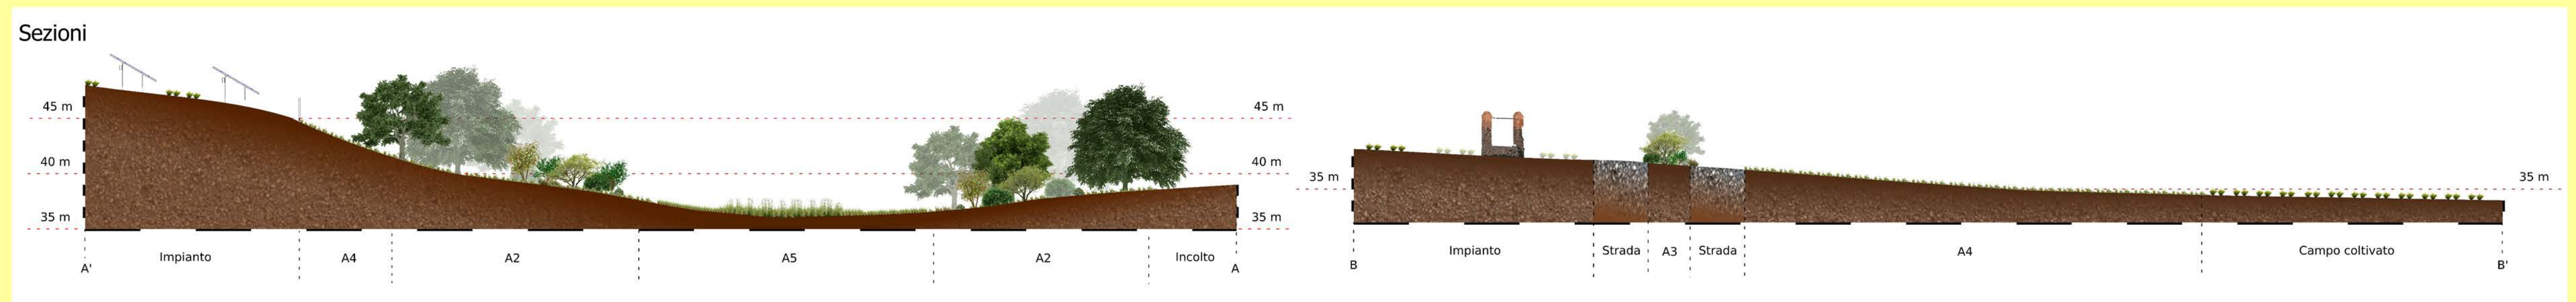 Sezioni
45 m
45 m
40 m
40 m
35 m
35 m
Impianto
A4
A2
A5
A2
Incolto
A'
A
35 m
35 m
Impianto
Strada
A3
Strada
A4
Campo coltivato
B
B'